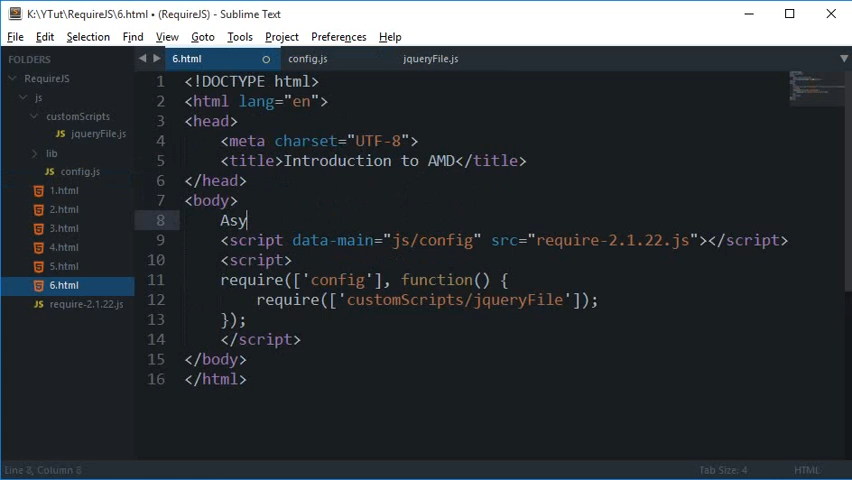 K:\YTut\RequireJS\6.html • (RequireJS) - Sublime Text
File Edit Selection Find View Goto Tools Project Preferences Help
FOLDERS
RequireJS
js
customScripts
jqueryFile.js
lib
config.js
1.html
2.html
3.html
4.html
5.html
6.html
require-2.1.22.js
6.html config.js jqueryFile.js
1 <!DOCTYPE html>
2 <html lang="en">
3 <head>
4 <meta charset="UTF-8">
5 <title>Introduction to AMD</title>
6 </head>
7 <body>
8 Asy
9 <script data-main="js/config" src="require-2.1.22.js"></script>
10 <script>
11 require(['config'], function() {
12 require(['customScripts/jqueryFile']);
13 });
14 </script>
15 </body>
16 </html>
Line 8, Column 8 Tab Size: 4 HTML